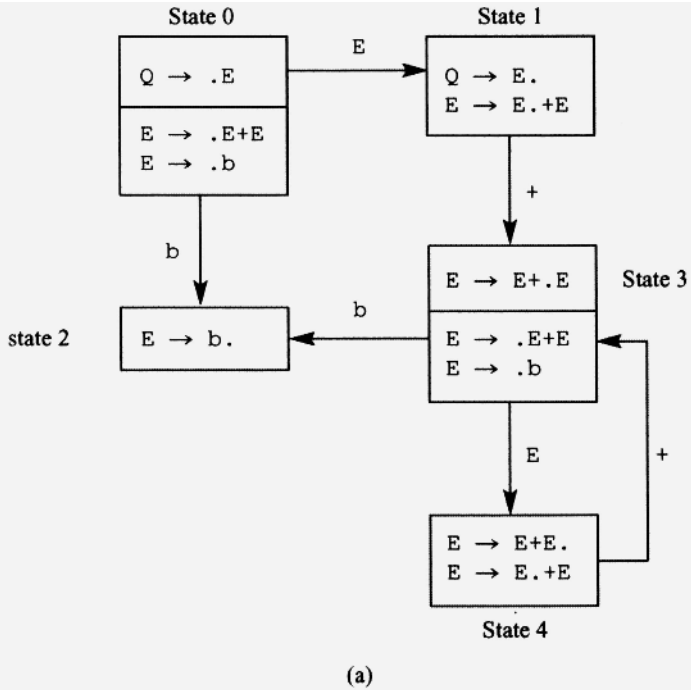 State 0
State 1
E
Q → .E
Q → E.
E → E.+E
E → .E+E
E → .b
+
b
E → E+.E
State 3
b
state 2
E → b.
E → .E+E
E → .b
E
+
E → E+E.
E → E.+E
State 4
(a)